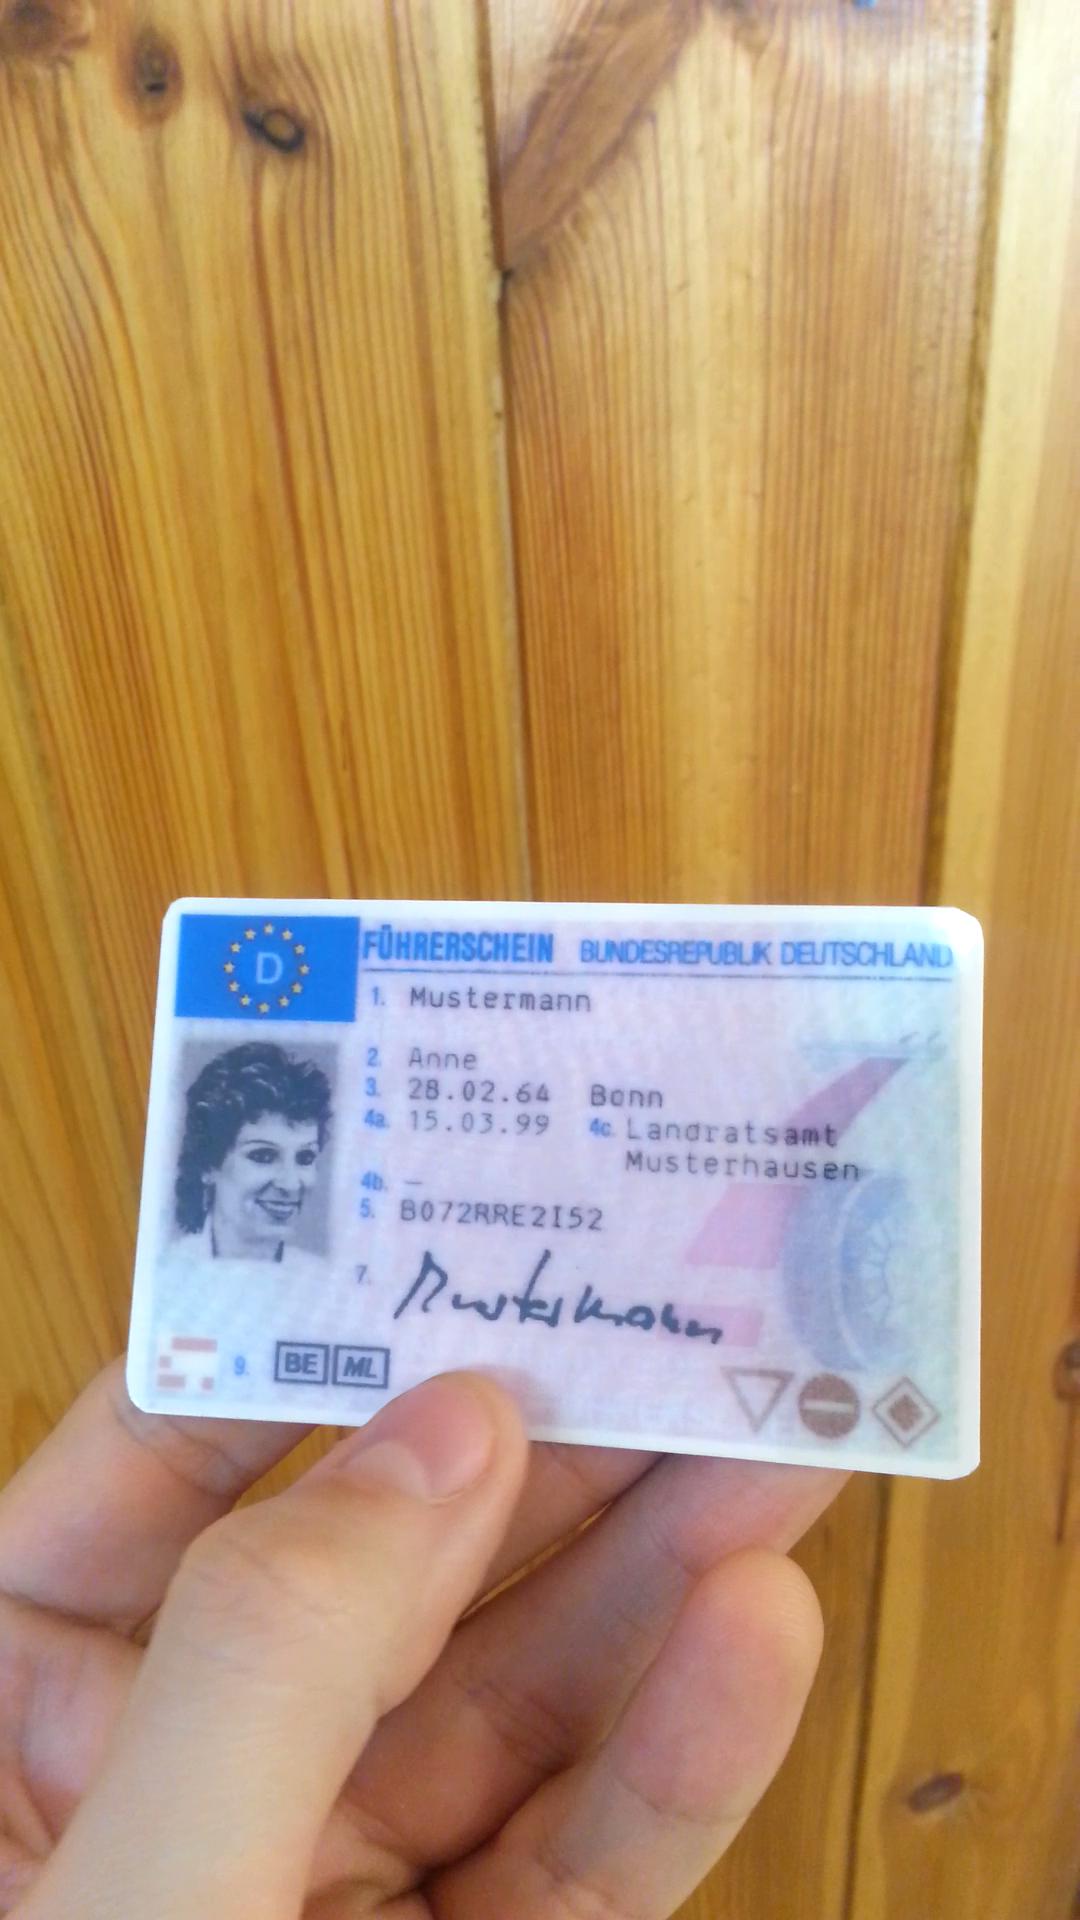 D
FÜHRERSCHEIN BUNDESREPUBLIK DEUTSCHLAND
1. Mustermann
2. Anne
3. 28.02.64 Bonn
4a. 15.03.99 4c. Landratsamt
Musterhausen
4b. –
5. B072RRE2I52
7. Mustermann
9. BE ML